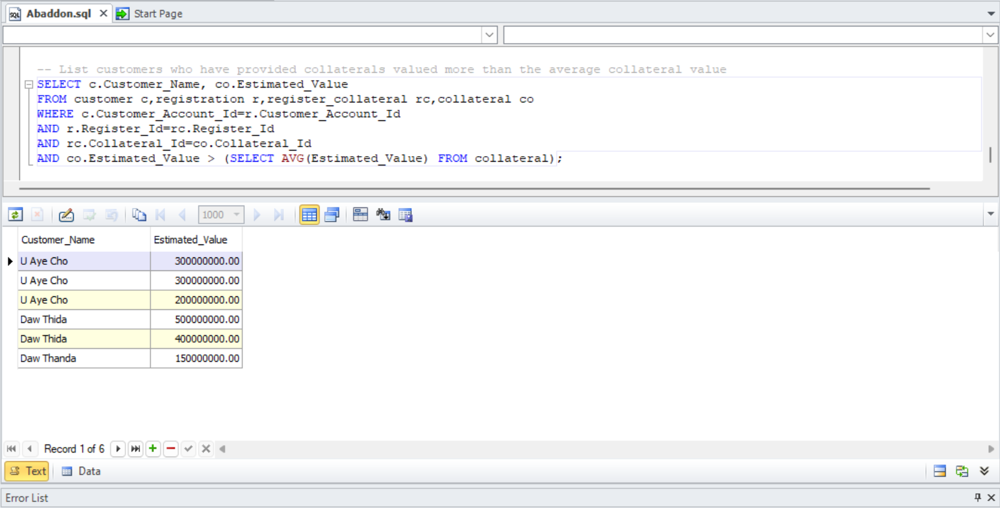 Abaddon.sql
Start Page
-- List customers who have provided collaterals valued more than the average collateral value
SELECT c.Customer_Name, co.Estimated_Value
FROM customer c,registration r,register_collateral rc,collateral co
WHERE c.Customer_Account_Id=r.Customer_Account_Id
AND r.Register_Id=rc.Register_Id
AND rc.Collateral_Id=co.Collateral_Id
AND co.Estimated_Value > (SELECT AVG(Estimated_Value) FROM collateral);
1000
Customer_Name Estimated_Value
U Aye Cho 300000000.00
U Aye Cho 300000000.00
U Aye Cho 200000000.00
Daw Thida 500000000.00
Daw Thida 400000000.00
Daw Thanda 150000000.00
Record 1 of 6
Text Data
Error List